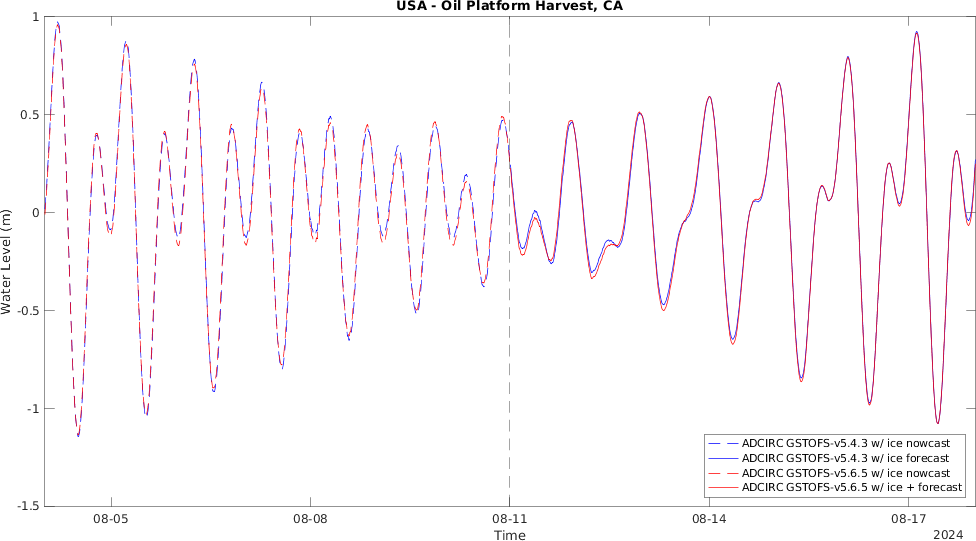 USA - Oil Platform Harvest, CA
1
0.5
0
-0.5
-1
-1.5
Water Level (m)
ADCIRC GSTOFS-v5.4.3 w/ ice nowcast
ADCIRC GSTOFS-v5.4.3 w/ ice forecast
ADCIRC GSTOFS-v5.6.5 w/ ice nowcast
ADCIRC GSTOFS-v5.6.5 w/ ice + forecast
08-05 08-08 08-11 08-14 08-17
Time
2024